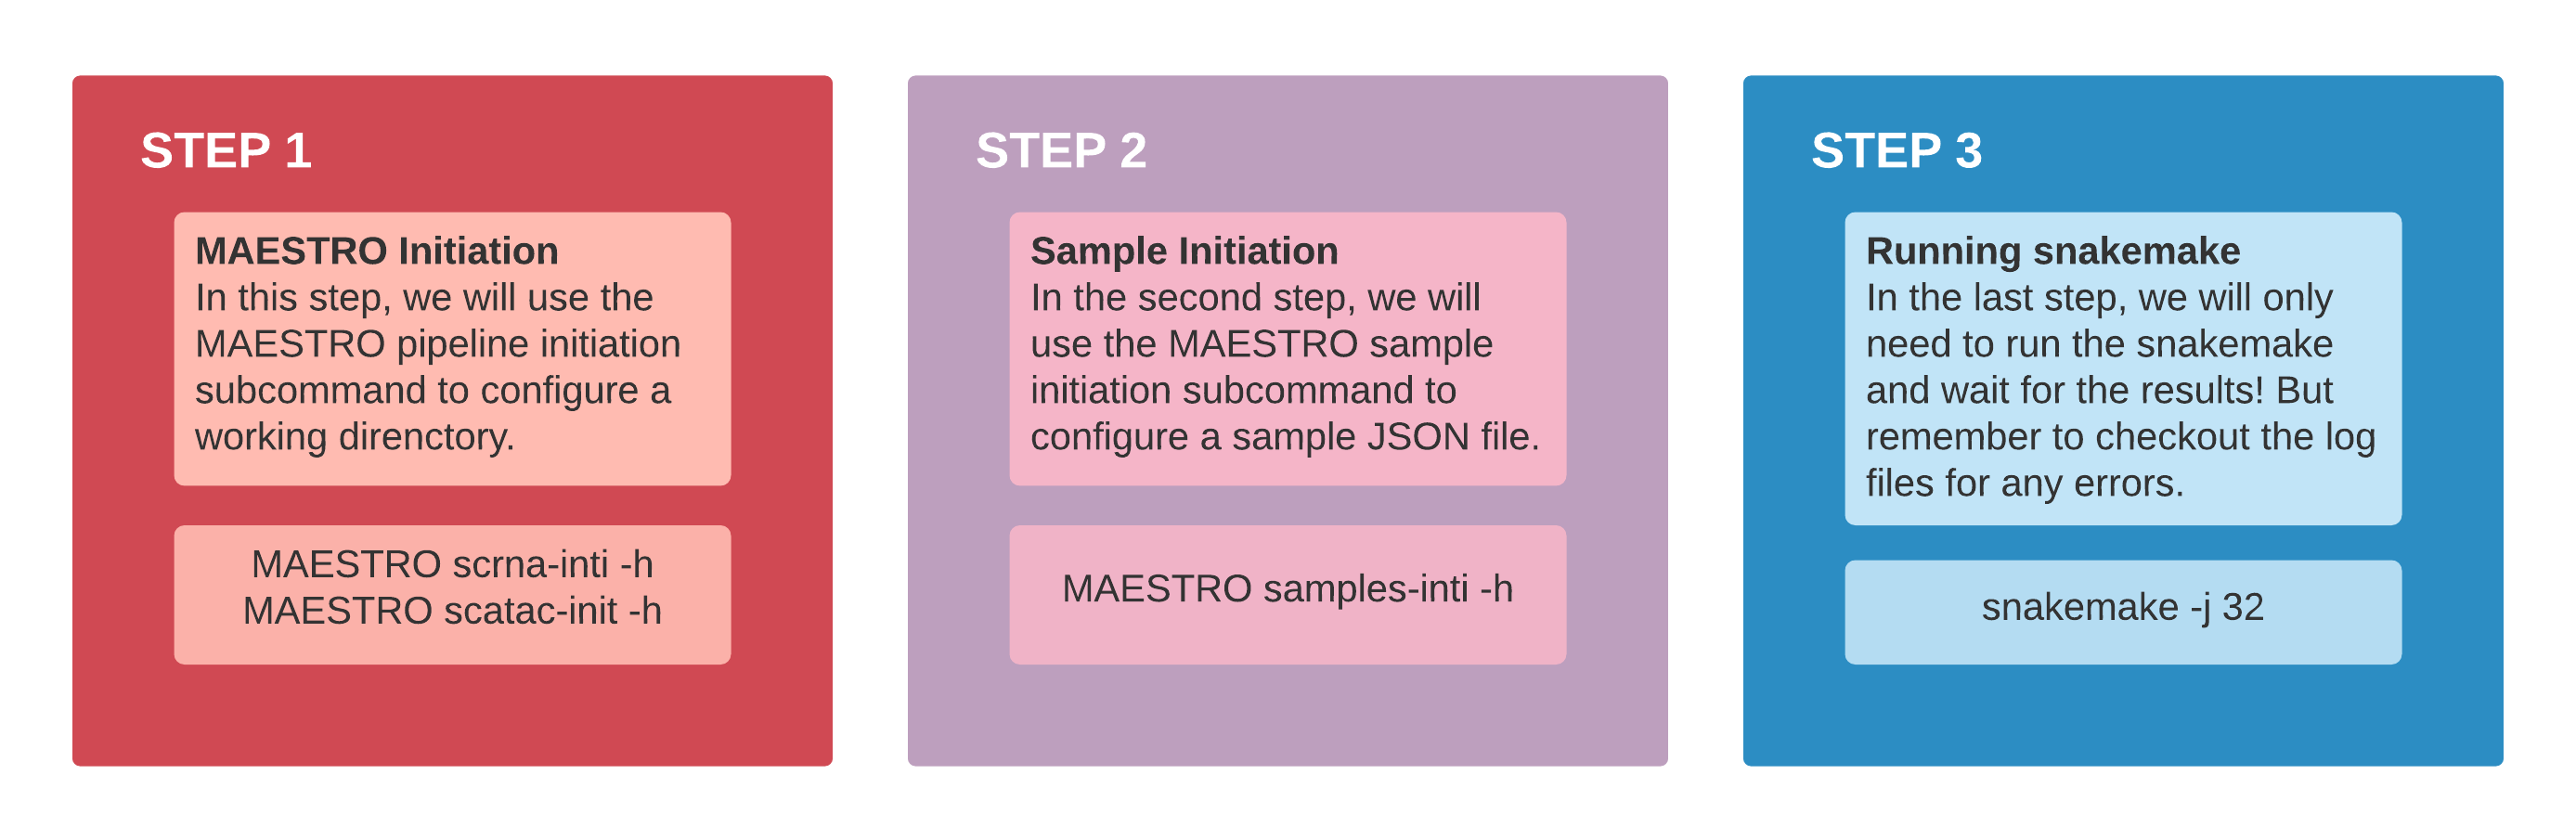 STEP 1
MAESTRO Initiation
In this step, we will use the
MAESTRO pipeline initiation
subcommand to configure a
working direnctory.
MAESTRO scrna-inti -h
MAESTRO scatac-init -h
STEP 2
Sample Initiation
In the second step, we will
use the MAESTRO sample
initiation subcommand to
configure a sample JSON file.
MAESTRO samples-inti -h
STEP 3
Running snakemake
In the last step, we will only
need to run the snakemake
and wait for the results! But
remember to checkout the log
files for any errors.
snakemake -j 32